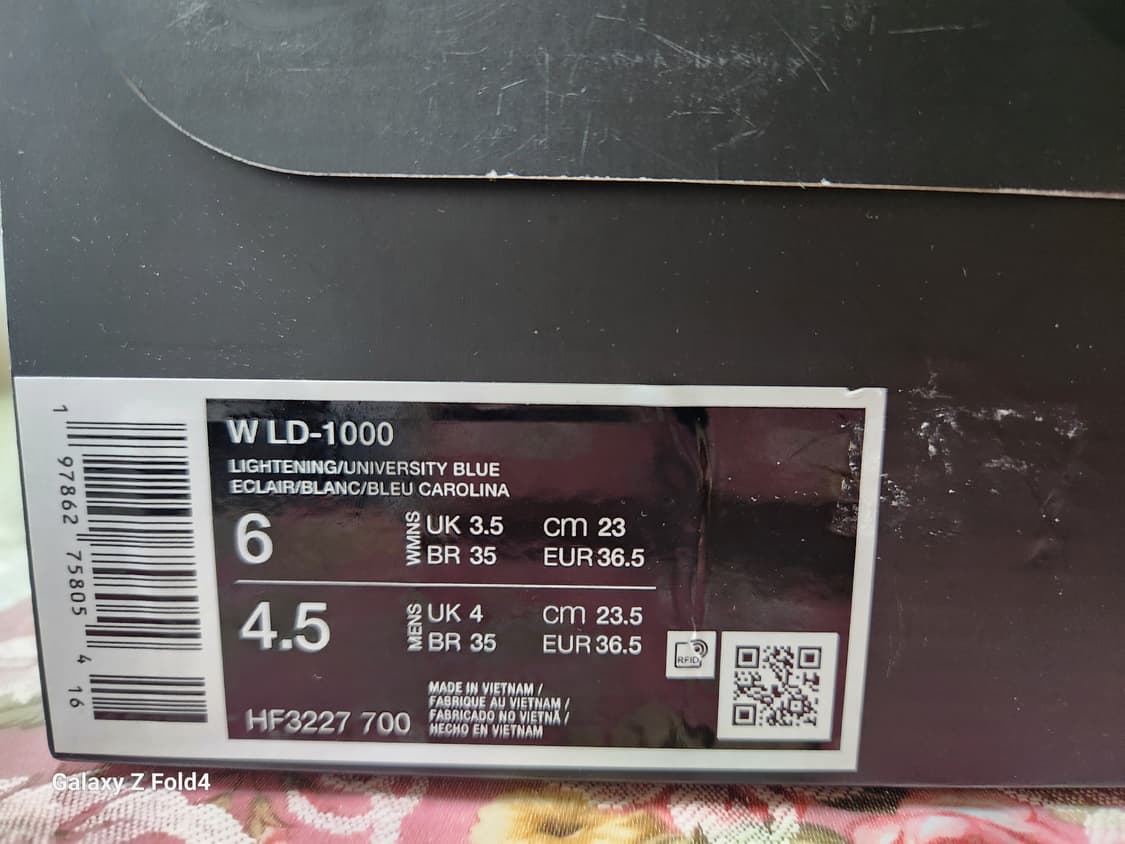 W LD-1000
LIGHTENING/UNIVERSITY BLUE
ECLAIR/BLANC/BLEU CAROLINA
6 WMNS UK 3.5 cm 23
BR 35 EUR 36.5
4.5 MENS UK 4 cm 23.5
BR 35 EUR 36.5
RFID
MADE IN VIETNAM /
FABRIQUE AU VIETNAM /
FABRICADO NO VIETNÃ /
HECHO EN VIETNAM
HF3227 700
1 97862 75805 4 16
Galaxy Z Fold4